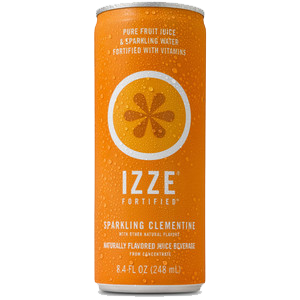 PURE FRUIT JUICE
& SPARKLING WATER
FORTIFIED WITH VITAMINS
IZZE®
FORTIFIED®
SPARKLING CLEMENTINE
WITH OTHER NATURAL FLAVORS
NATURALLY FLAVORED JUICE BEVERAGE
FROM CONCENTRATE
8.4 FL OZ (248 mL)